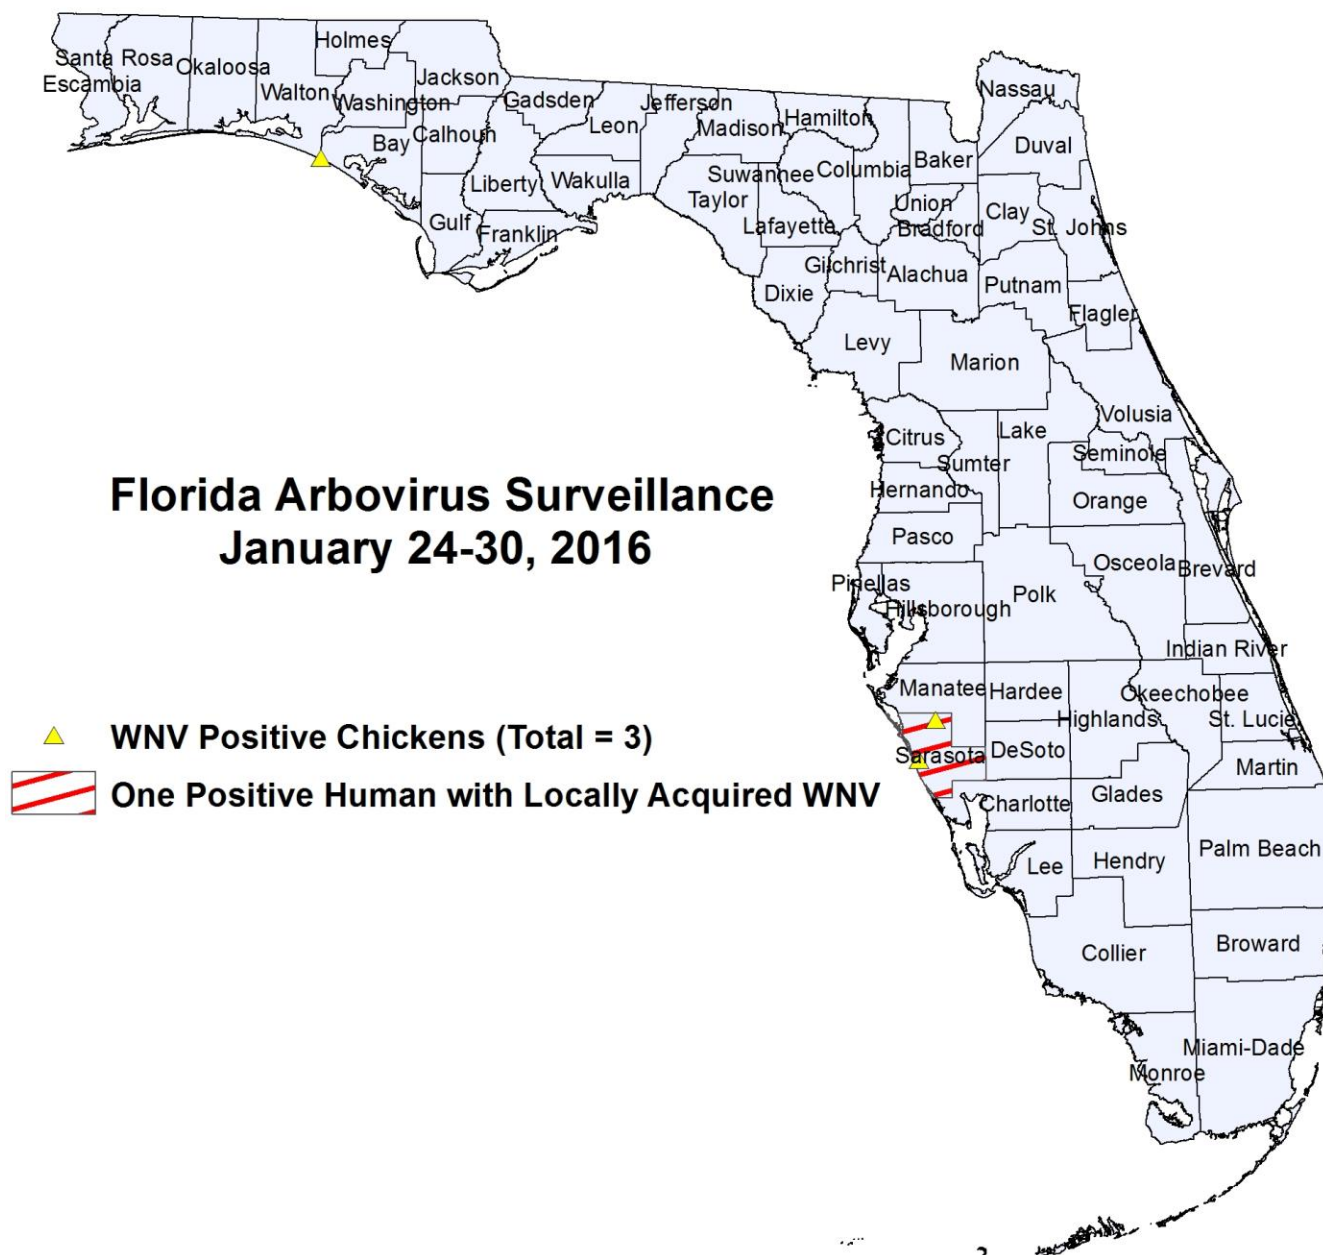 Holmes
Santa Rosa
Escambia
Okaloosa
Walton
Washington
Jackson
Bay
Calhoun
Gulf
Liberty
Gadsden
Leon
Wakulla
Franklin
Jefferson
Madison
Taylor
Hamilton
Suwannee
Lafayette
Columbia
Baker
Nassau
Duval
Union
Bradford
Clay
St. Johns
Dixie
Gilchrist
Alachua
Putnam
Flagler
Levy
Marion
Volusia
Citrus
Sumter
Lake
Seminole
Hernando
Orange
Pasco
Florida Arbovirus Surveillance
January 24-30, 2016
Pinellas
Hillsborough
Polk
Osceola
Brevard
Indian River
Manatee
Hardee
Highlands
Okeechobee
St. Lucie
Sarasota
DeSoto
Martin
Charlotte
Glades
WNV Positive Chickens (Total = 3)
One Positive Human with Locally Acquired WNV
Lee
Hendry
Palm Beach
Collier
Broward
Monroe
Miami-Dade